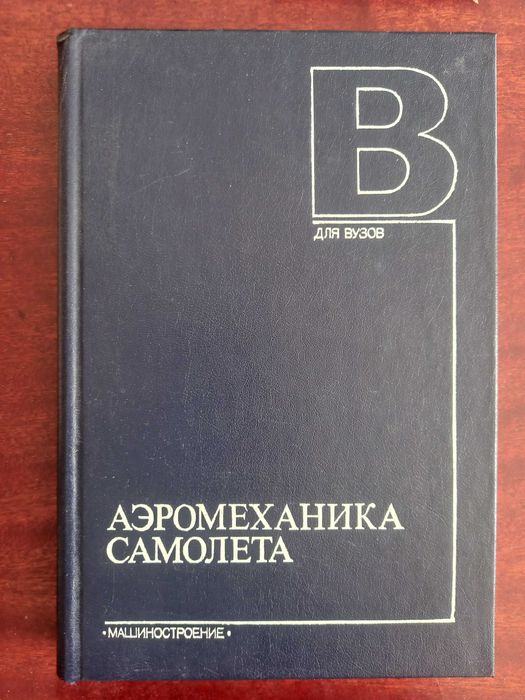 В
ДЛЯ ВУЗОВ
АЭРОМЕХАНИКА
САМОЛЕТА
•МАШИНОСТРОЕНИЕ•